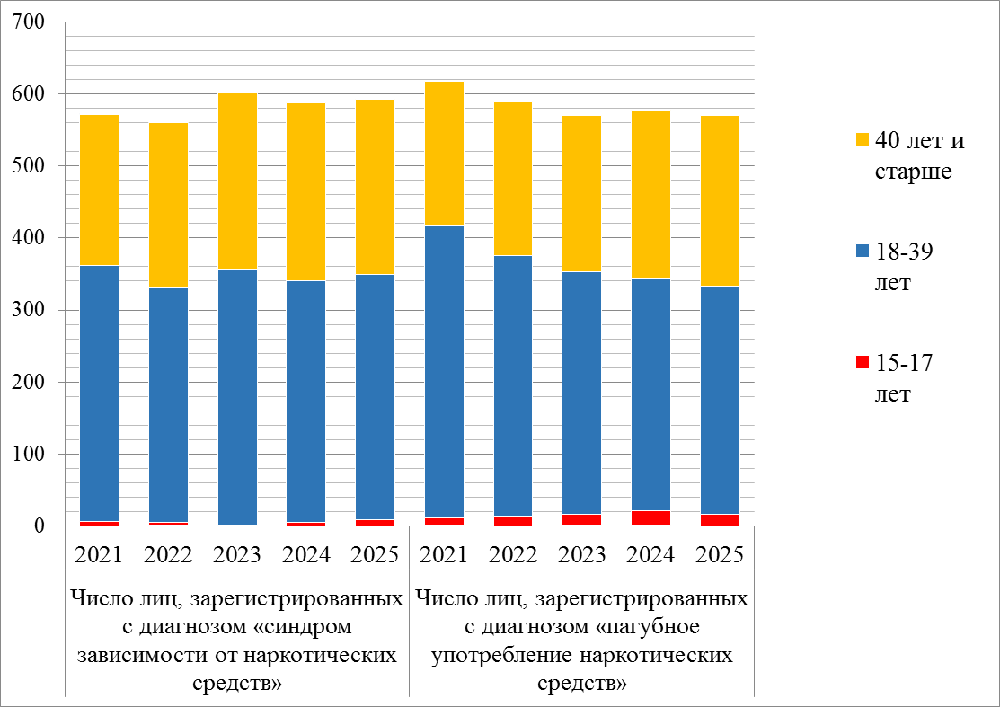 700
600
500
400
300
200
100
0
2021 2022 2023 2024 2025 2021 2022 2023 2024 2025
Число лиц, зарегистрированных
с диагнозом «синдром
зависимости от наркотических
средств»
Число лиц, зарегистрированных
с диагнозом «пагубное
употребление наркотических
средств»
40 лет и
старше
18-39
лет
15-17
лет